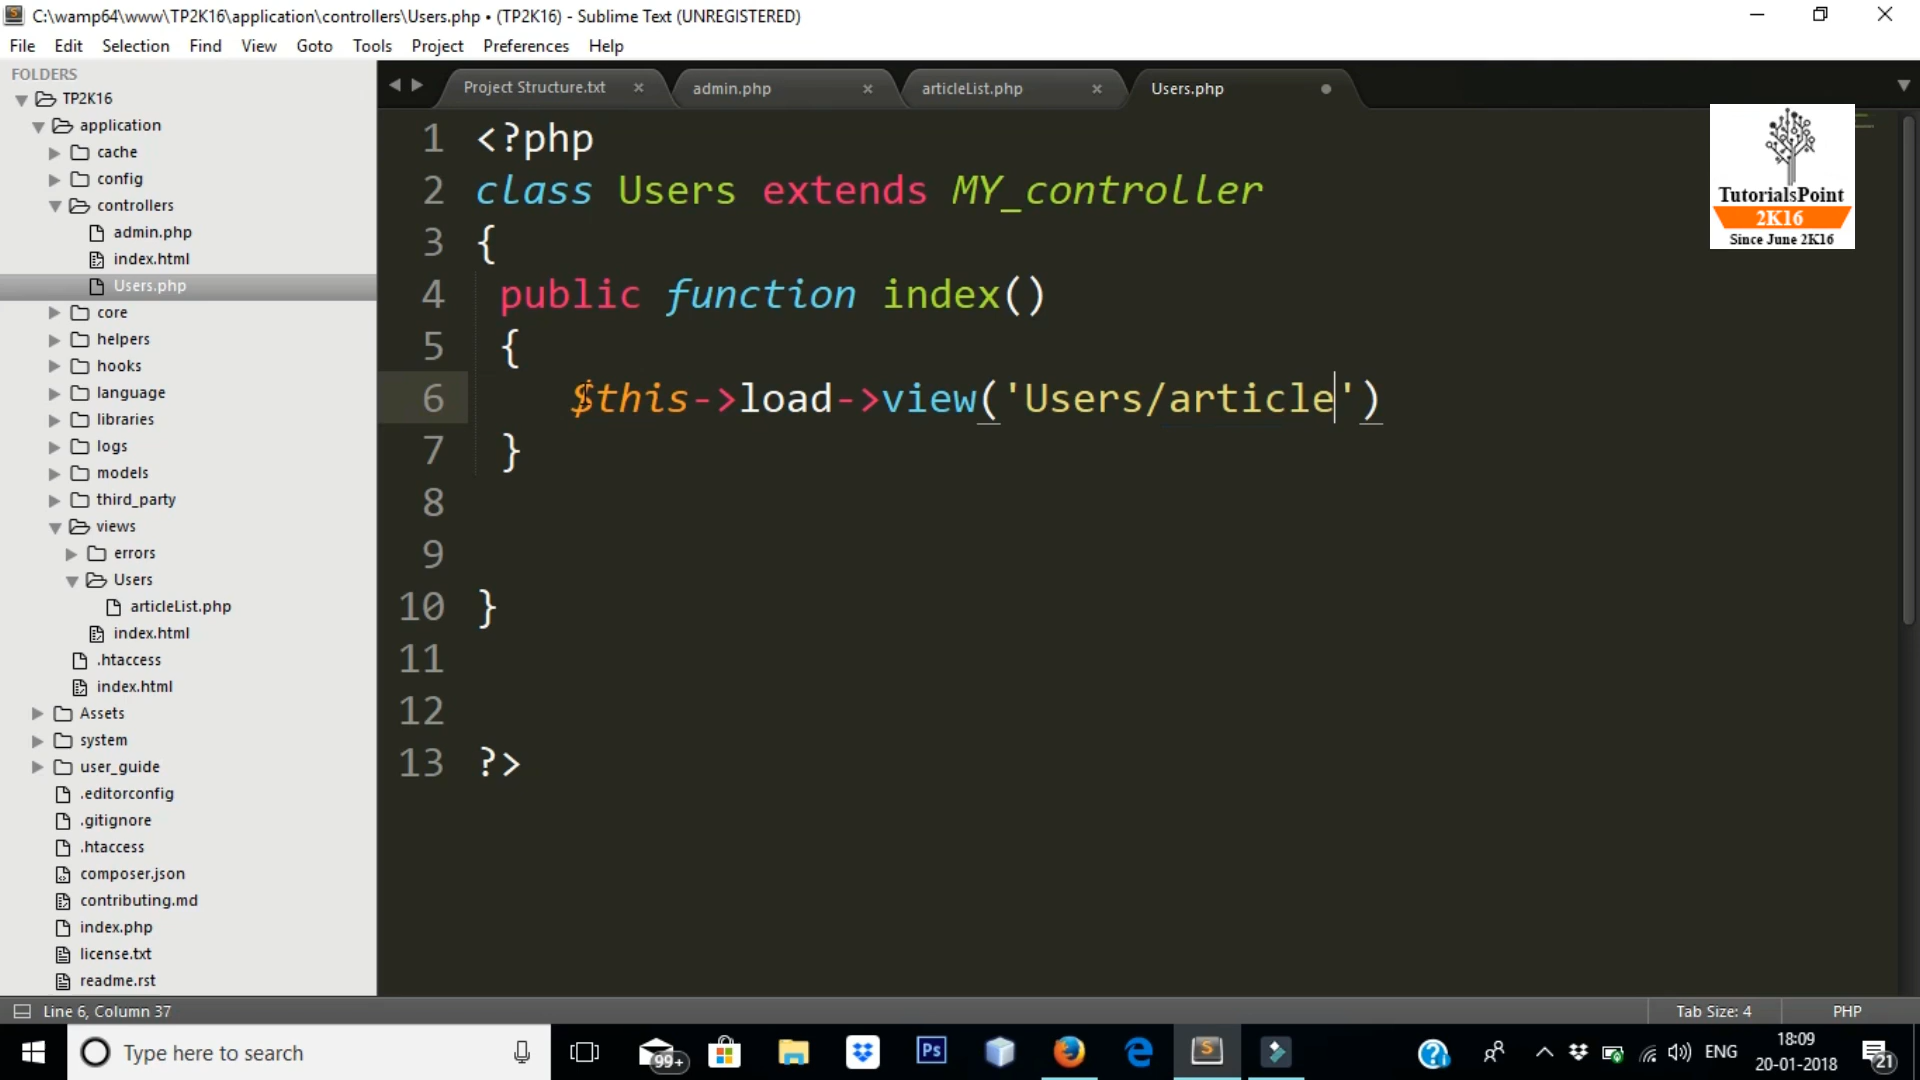 C:\wamp64\www\TP2K16\application\controllers\Users.php • (TP2K16) - Sublime Text (UNREGISTERED)
File Edit Selection Find View Goto Tools Project Preferences Help
FOLDERS
TP2K16
application
cache
config
controllers
admin.php
index.html
Users.php
core
helpers
hooks
language
libraries
logs
models
third_party
views
errors
Users
articleList.php
index.html
.htaccess
index.html
Assets
system
user_guide
.editorconfig
.gitignore
.htaccess
composer.json
contributing.md
index.php
license.txt
readme.rst
Project Structure.txt × admin.php × articleList.php × Users.php
1 <?php
2 class Users extends MY_controller
3 {
4 public function index()
5 {
6 $this->load->view('Users/article')
7 }
8
9
10 }
11
12
13 ?>
TutorialsPoint
2K16
Since June 2K16
Line 6, Column 37 Tab Size: 4 PHP
Type here to search 99+ Ps S ENG 18:09
20-01-2018
21